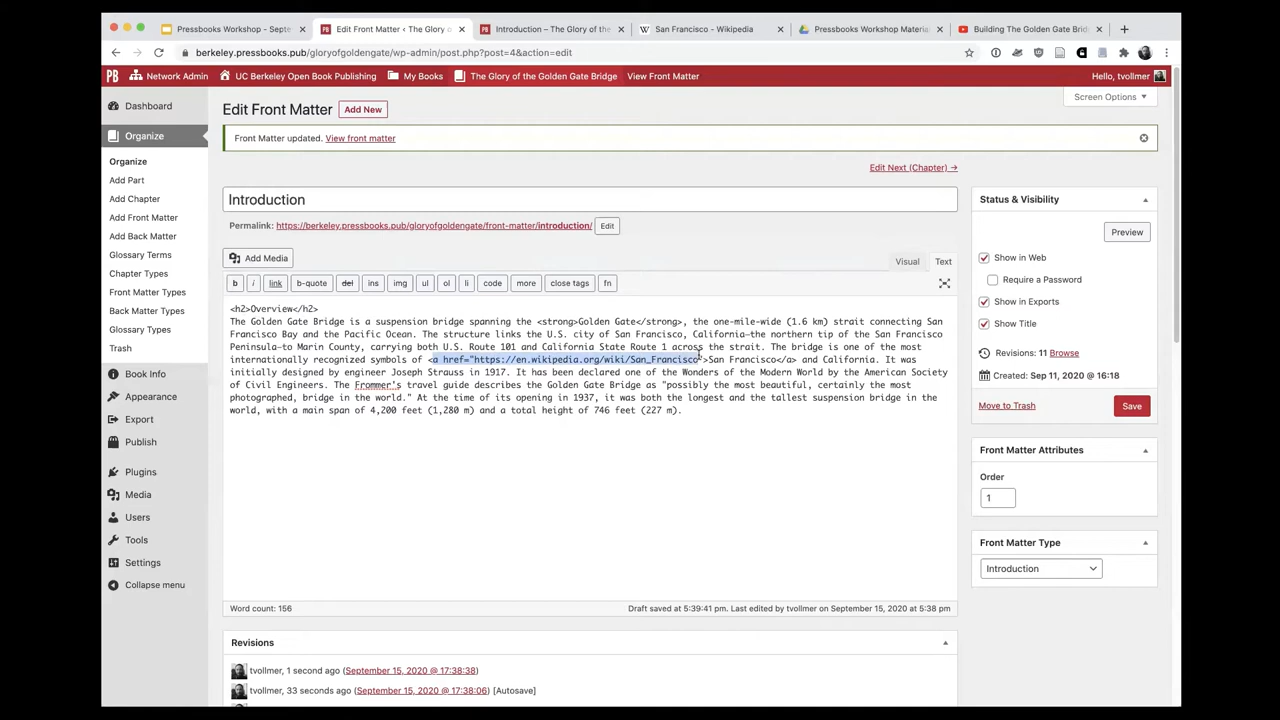 Pressbooks Workshop - Septe
Edit Front Matter < The Glory of
Introduction – The Glory of the
San Francisco - Wikipedia
Pressbooks Workshop Material
Building The Golden Gate Brid
berkeley.pressbooks.pub/gloryofgoldengate/wp-admin/post.php?post=4&action=edit
Network Admin
UC Berkeley Open Book Publishing
My Books
The Glory of the Golden Gate Bridge
View Front Matter
Hello, tvollmer
Screen Options
Dashboard
Organize
Organize
Add Part
Add Chapter
Add Front Matter
Add Back Matter
Glossary Terms
Chapter Types
Front Matter Types
Back Matter Types
Glossary Types
Trash
Book Info
Appearance
Export
Publish
Plugins
Media
Users
Tools
Settings
Collapse menu
Edit Front Matter
Add New
Front Matter updated. View front matter
Edit Next (Chapter) →
Introduction
Permalink: https://berkeley.pressbooks.pub/gloryofgoldengate/front-matter/introduction/ Edit
Add Media
Visual
Text
b i link b-quote del ins img ul ol li code more close tags fn
<h2>Overview</h2>
The Golden Gate Bridge is a suspension bridge spanning the <strong>Golden Gate</strong>, the one-mile-wide (1.6 km) strait connecting San
Francisco Bay and the Pacific Ocean. The structure links the U.S. city of San Francisco, California—the northern tip of the San Francisco
Peninsula—to Marin County, carrying both U.S. Route 101 and California State Route 1 across the strait. The bridge is one of the most
internationally recognized symbols of <a href="https://en.wikipedia.org/wiki/San_Francisco">San Francisco</a> and California. It was
initially designed by engineer Joseph Strauss in 1917. It has been declared one of the Wonders of the Modern World by the American Society
of Civil Engineers. The Frommer's travel guide describes the Golden Gate Bridge as "possibly the most beautiful, certainly the most
photographed, bridge in the world." At the time of its opening in 1937, it was both the longest and the tallest suspension bridge in the
world, with a main span of 4,200 feet (1,280 m) and a total height of 746 feet (227 m).
Word count: 156
Draft saved at 5:39:41 pm. Last edited by tvollmer on September 15, 2020 at 5:38 pm
Revisions
tvollmer, 1 second ago (September 15, 2020 @ 17:38:38)
tvollmer, 33 seconds ago (September 15, 2020 @ 17:38:06) [Autosave]
Status & Visibility
Preview
Show in Web
Require a Password
Show in Exports
Show Title
Revisions: 11 Browse
Created: Sep 11, 2020 @ 16:18
Move to Trash
Save
Front Matter Attributes
Order
1
Front Matter Type
Introduction